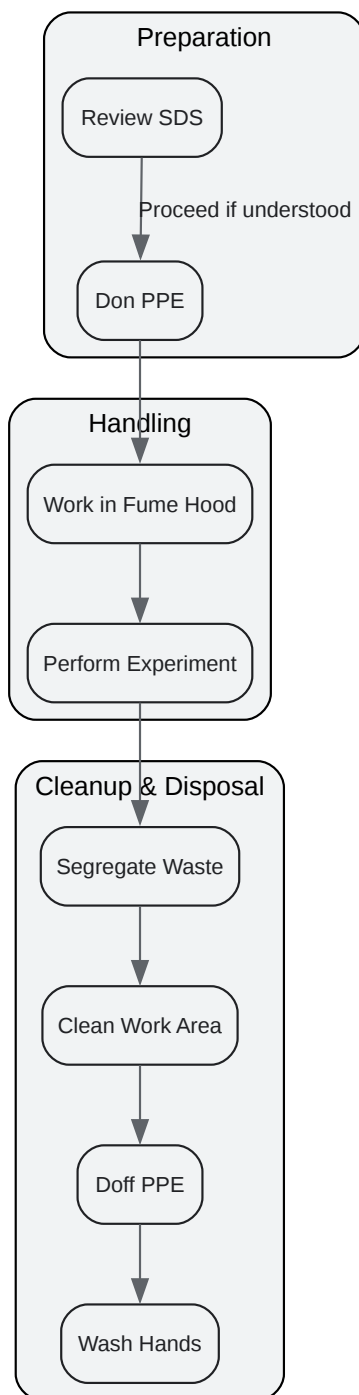 Preparation
Review SDS
Proceed if understood
Don PPE
Handling
Work in Fume Hood
Perform Experiment
Cleanup & Disposal
Segregate Waste
Clean Work Area
Doff PPE
Wash Hands